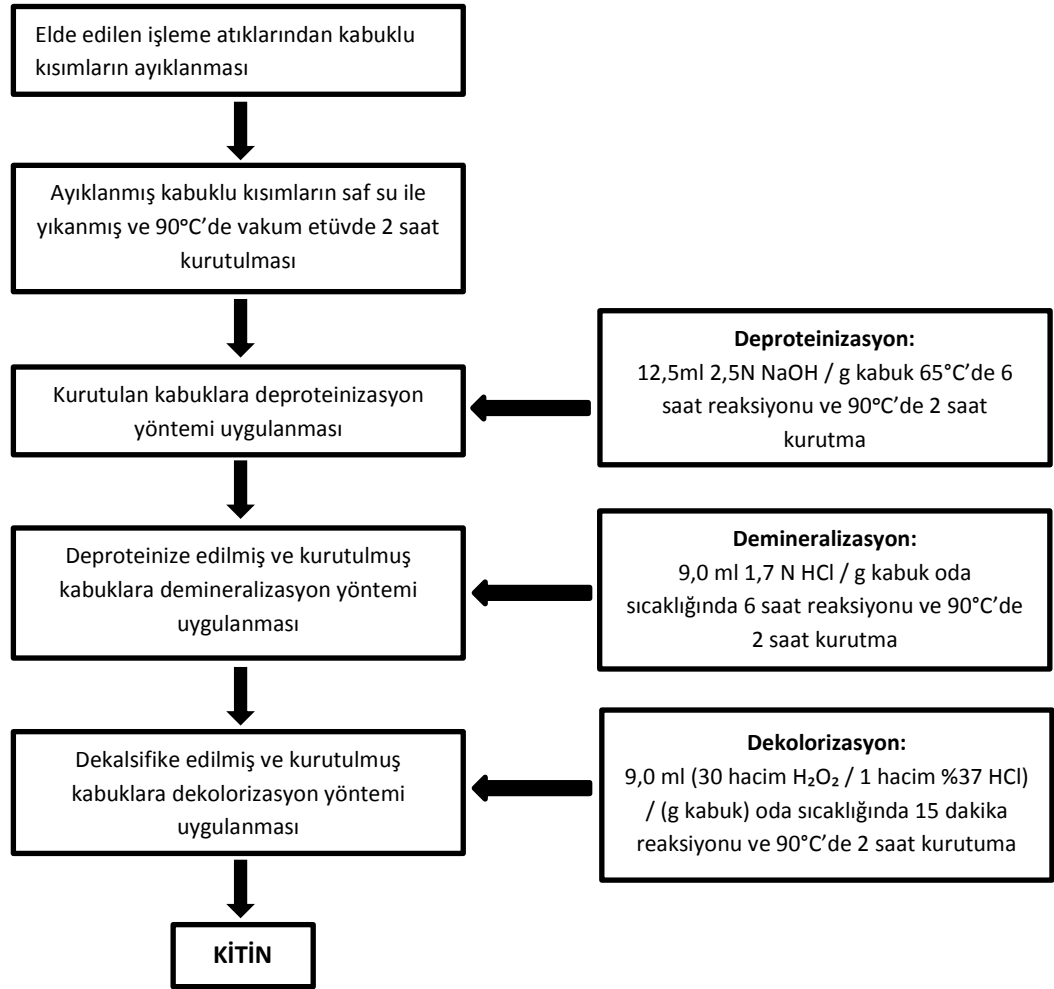 Elde edilen işleme atıklarından kabuklu
kısımların ayıklanması
Ayıklanmış kabuklu kısımların saf su ile
yıkanmış ve 90°C’de vakum etüvde 2 saat
kurutulması
Kurutulan kabuklara deproteinizasyon
yöntemi uygulanması
Deproteinizasyon:
12,5ml 2,5N NaOH / g kabuk 65°C’de 6
saat reaksiyonu ve 90°C’de 2 saat
kurutma
Deproteinize edilmiş ve kurutulmuş
kabuklara demineralizasyon yöntemi
uygulanması
Demineralizasyon:
9,0 ml 1,7 N HCl / g kabuk oda
sıcaklığında 6 saat reaksiyonu ve 90°C’de
2 saat kurutma
Dekalsifike edilmiş ve kurutulmuş
kabuklara dekolorizasyon yöntemi
uygulanması
Dekolorizasyon:
9,0 ml (30 hacim H₂O₂ / 1 hacim %37 HCl)
/ (g kabuk) oda sıcaklığında 15 dakika
reaksiyonu ve 90°C’de 2 saat kurutuma
KİTİN